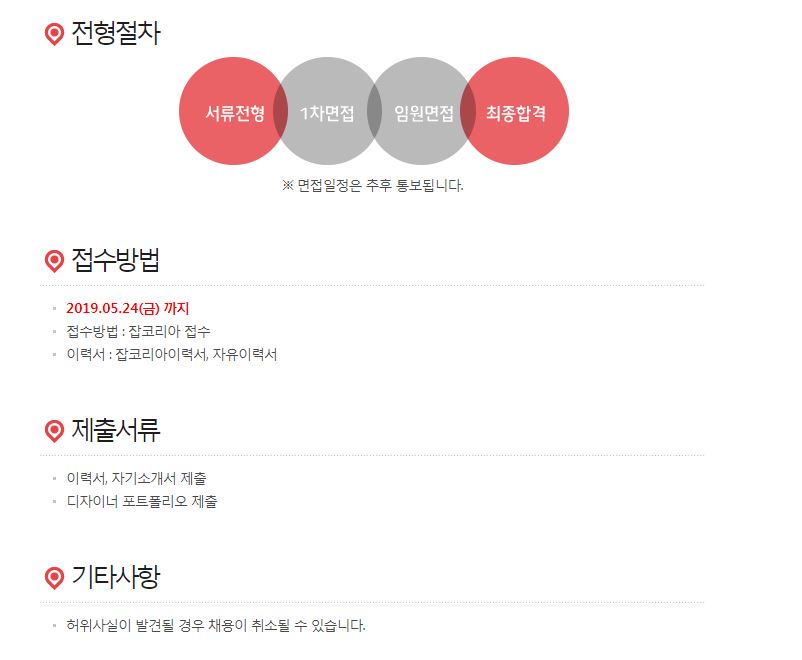 전형절차
서류전형 1차면접 임원면접 최종합격
※ 면접일정은 추후 통보됩니다.
접수방법
2019.05.24(금) 까지
접수방법 : 잡코리아 접수
이력서 : 잡코리아이력서, 자유이력서
제출서류
이력서, 자기소개서 제출
디자이너 포트폴리오 제출
기타사항
허위사실이 발견될 경우 채용이 취소될 수 있습니다.